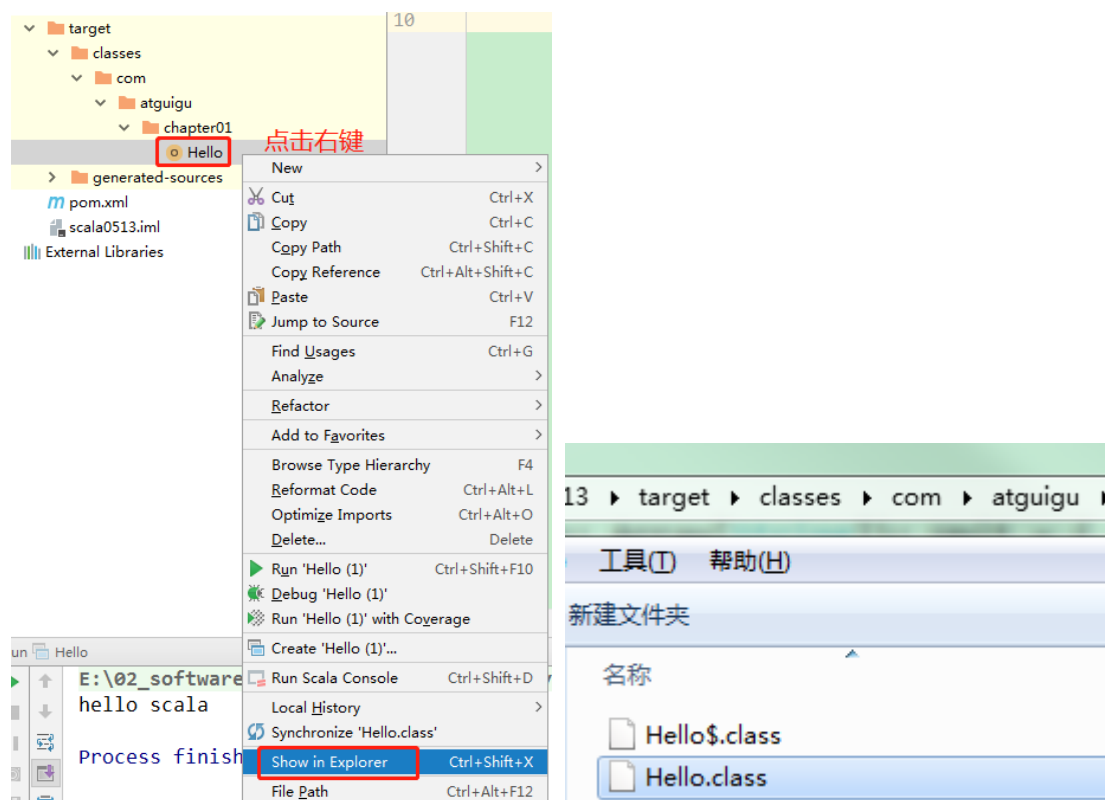 10
target
classes
com
atguigu
chapter01
Hello
点击右键
generated-sources
pom.xml
scala0513.iml
External Libraries
New
Cut Ctrl+X
Copy Ctrl+C
Copy Path Ctrl+Shift+C
Copy Reference Ctrl+Alt+Shift+C
Paste Ctrl+V
Jump to Source F12
Find Usages Ctrl+G
Analyze
Refactor
Add to Favorites
Browse Type Hierarchy F4
Reformat Code Ctrl+Alt+L
Optimize Imports Ctrl+Alt+O
Delete... Delete
Run 'Hello (1)' Ctrl+Shift+F10
Debug 'Hello (1)'
Run 'Hello (1)' with Coverage
Create 'Hello (1)'...
Run Scala Console Ctrl+Shift+D
Local History
Synchronize 'Hello.class'
Show in Explorer Ctrl+Shift+X
File Path Ctrl+Alt+F12
un Hello
E:\02_software
hello scala
Process finish
13 target classes com atguigu
工具(T) 帮助(H)
新建文件夹
名称
Hello$.class
Hello.class